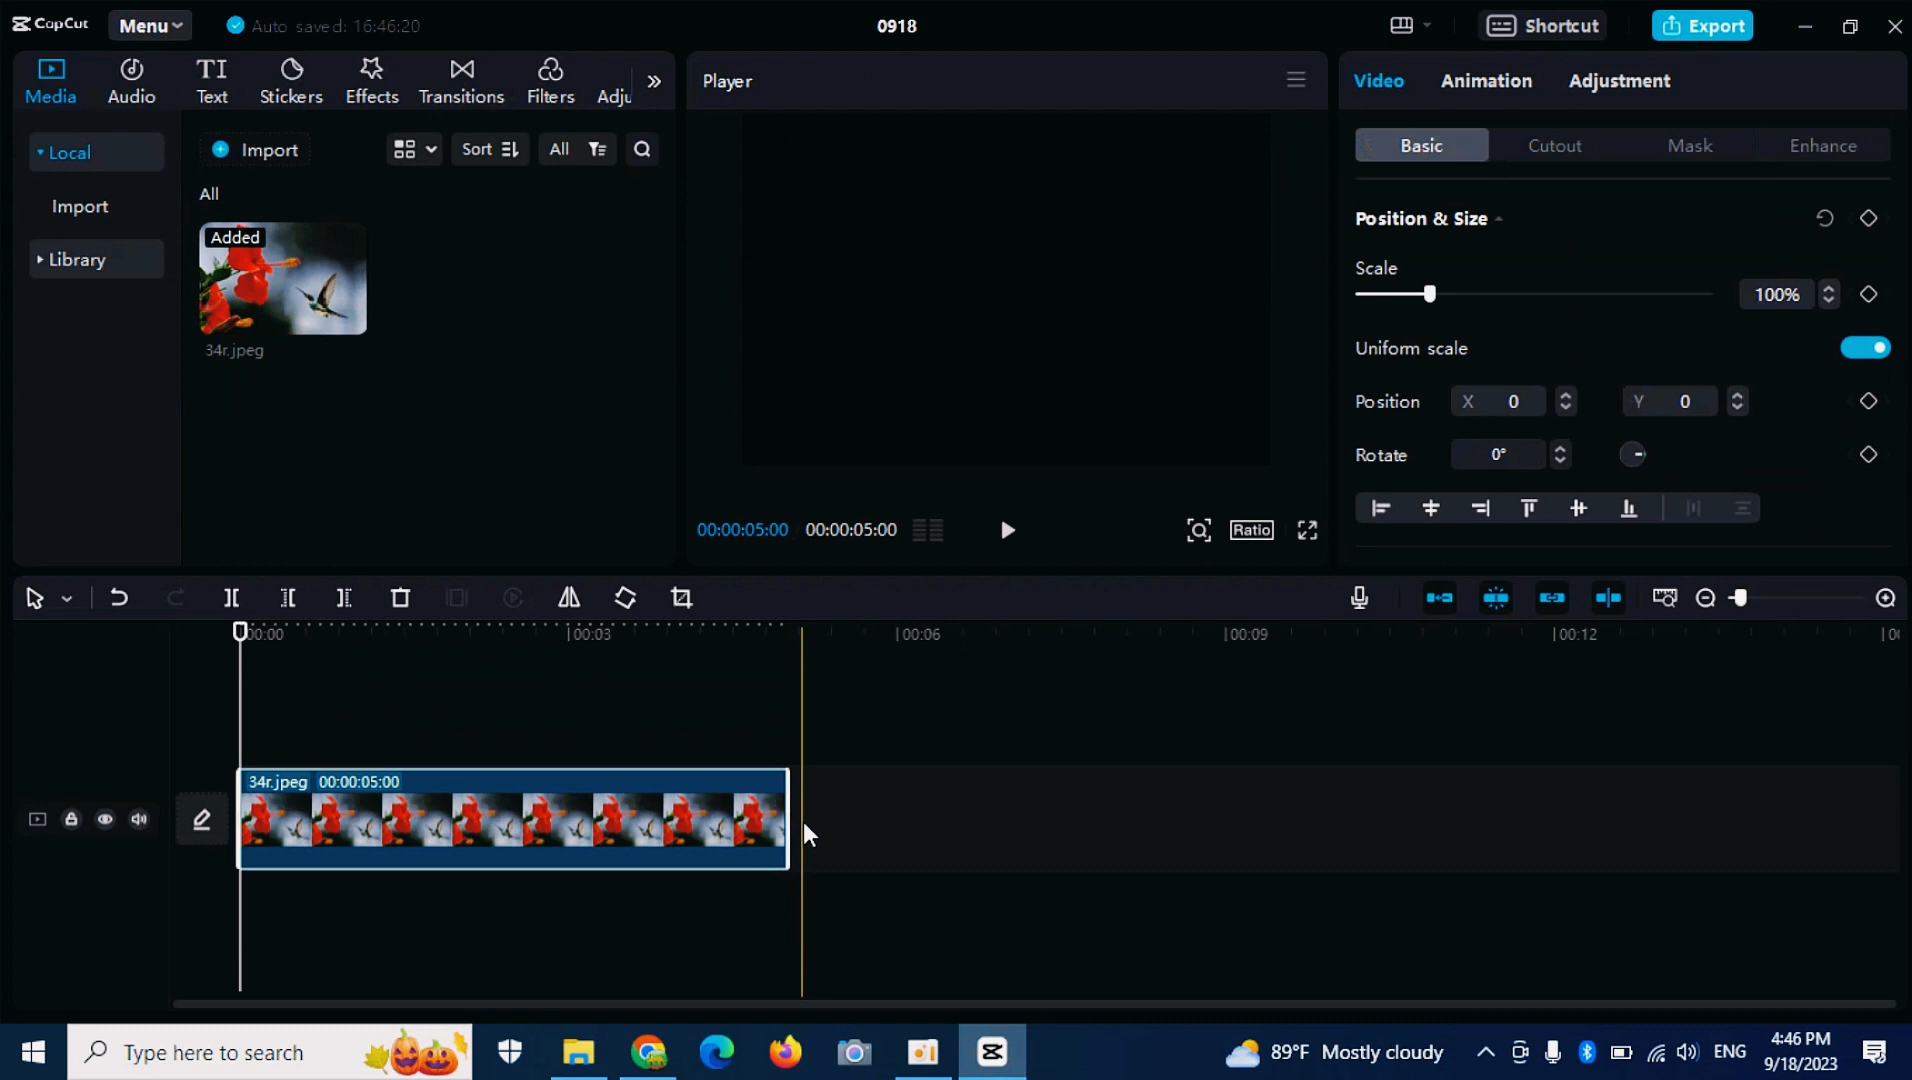 CapCut
Menu
Auto saved: 16:46:20
0918
Shortcut
Export
Media
Audio
TI
Text
Stickers
Effects
Transitions
Filters
Adju
Player
Video
Animation
Adjustment
Local
Import
Sort
All
Basic
Cutout
Mask
Enhance
All
Import
Added
Position & Size
Library
Scale
100%
34r.jpeg
Uniform scale
Position
X 0
Y 0
Rotate
0°
00:00:05:00
00:00:05:00
Ratio
00:00
00:03
00:06
00:09
00:12
34r.jpeg 00:00:05:00
Type here to search
89°F Mostly cloudy
ENG
4:46 PM
9/18/2023